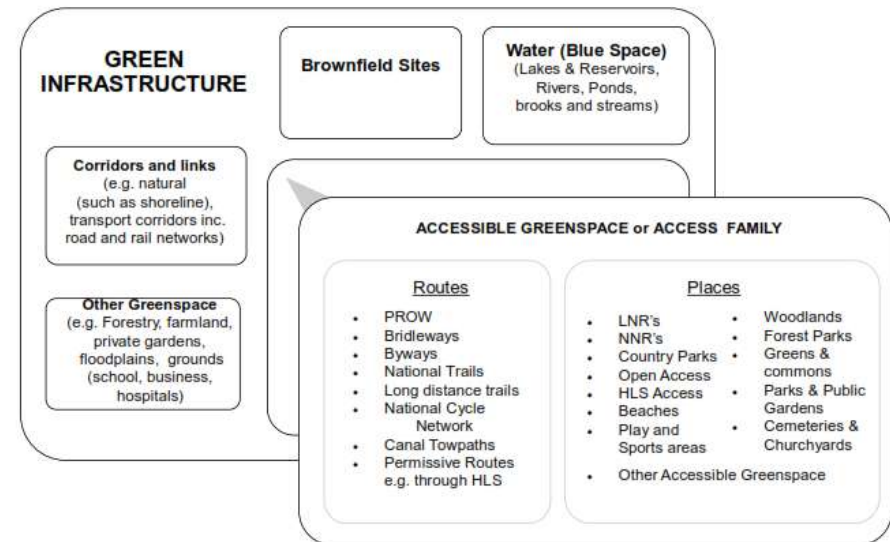 GREEN
INFRASTRUCTURE
Brownfield Sites
Water (Blue Space)
(Lakes & Reservoirs,
Rivers, Ponds,
brooks and streams)
Corridors and links
(e.g. natural
(such as shoreline),
transport corridors inc.
road and rail networks)
Other Greenspace
(e.g. Forestry, farmland,
private gardens,
floodplains, grounds
(school, business,
hospitals)
ACCESSIBLE GREENSPACE or ACCESS FAMILY
Routes
• PROW
• Bridleways
• Byways
• National Trails
• Long distance trails
• National Cycle
Network
• Canal Towpaths
• Permissive Routes
e.g. through HLS
Places
• LNR's
• NNR's
• Country Parks
• Open Access
• HLS Access
• Beaches
• Play and
Sports areas
• Woodlands
• Forest Parks
• Greens &
commons
• Parks & Public
Gardens
• Cemeteries &
Churchyards
• Other Accessible Greenspace